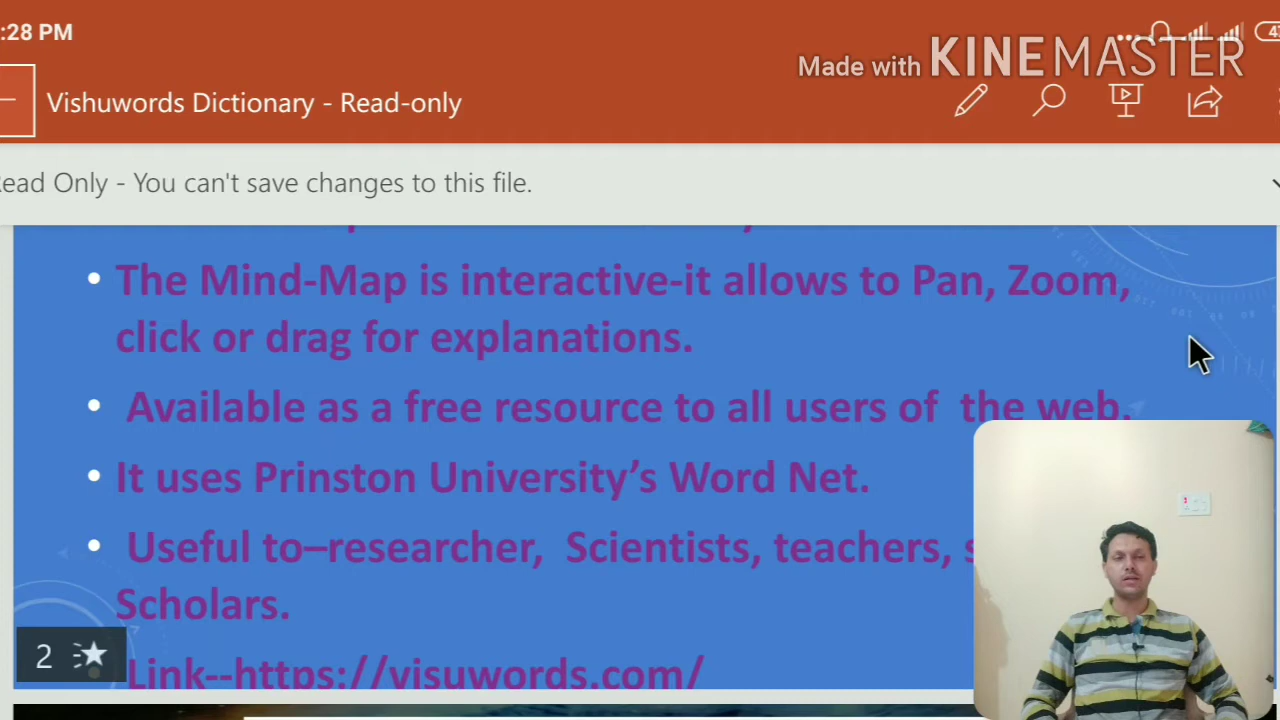 :28 PM
Made with KINEMASTER
Vishuwords Dictionary - Read-only
ead Only - You can't save changes to this file.
• The Mind-Map is interactive-it allows to Pan, Zoom,
click or drag for explanations.
• Available as a free resource to all users of the web.
• It uses Prinston University's Word Net.
• Useful to–researcher, Scientists, teachers,
Scholars.
2
Link--https://visuwords.com/